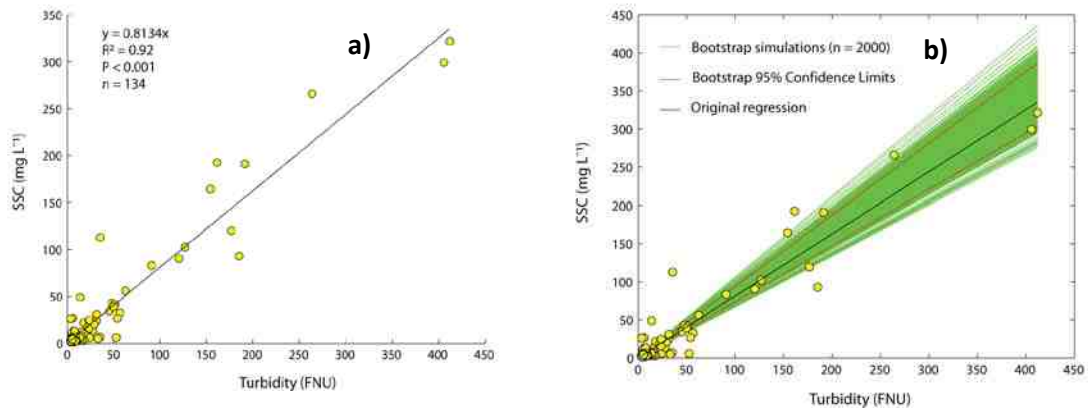 y = 0.8134x
R² = 0.92
P < 0.001
n = 134
a)
350
300
250
200
150
100
50
0
SSC (mg L⁻¹)
0 50 100 150 200 250 300 350 400 450
Turbidity (FNU)
Bootstrap simulations (n = 2000)
Bootstrap 95% Confidence Limits
Original regression
b)
450
400
350
300
250
200
150
100
50
0
SSC (mg L⁻¹)
0 50 100 150 200 250 300 350 400 450
Turbidity (FNU)